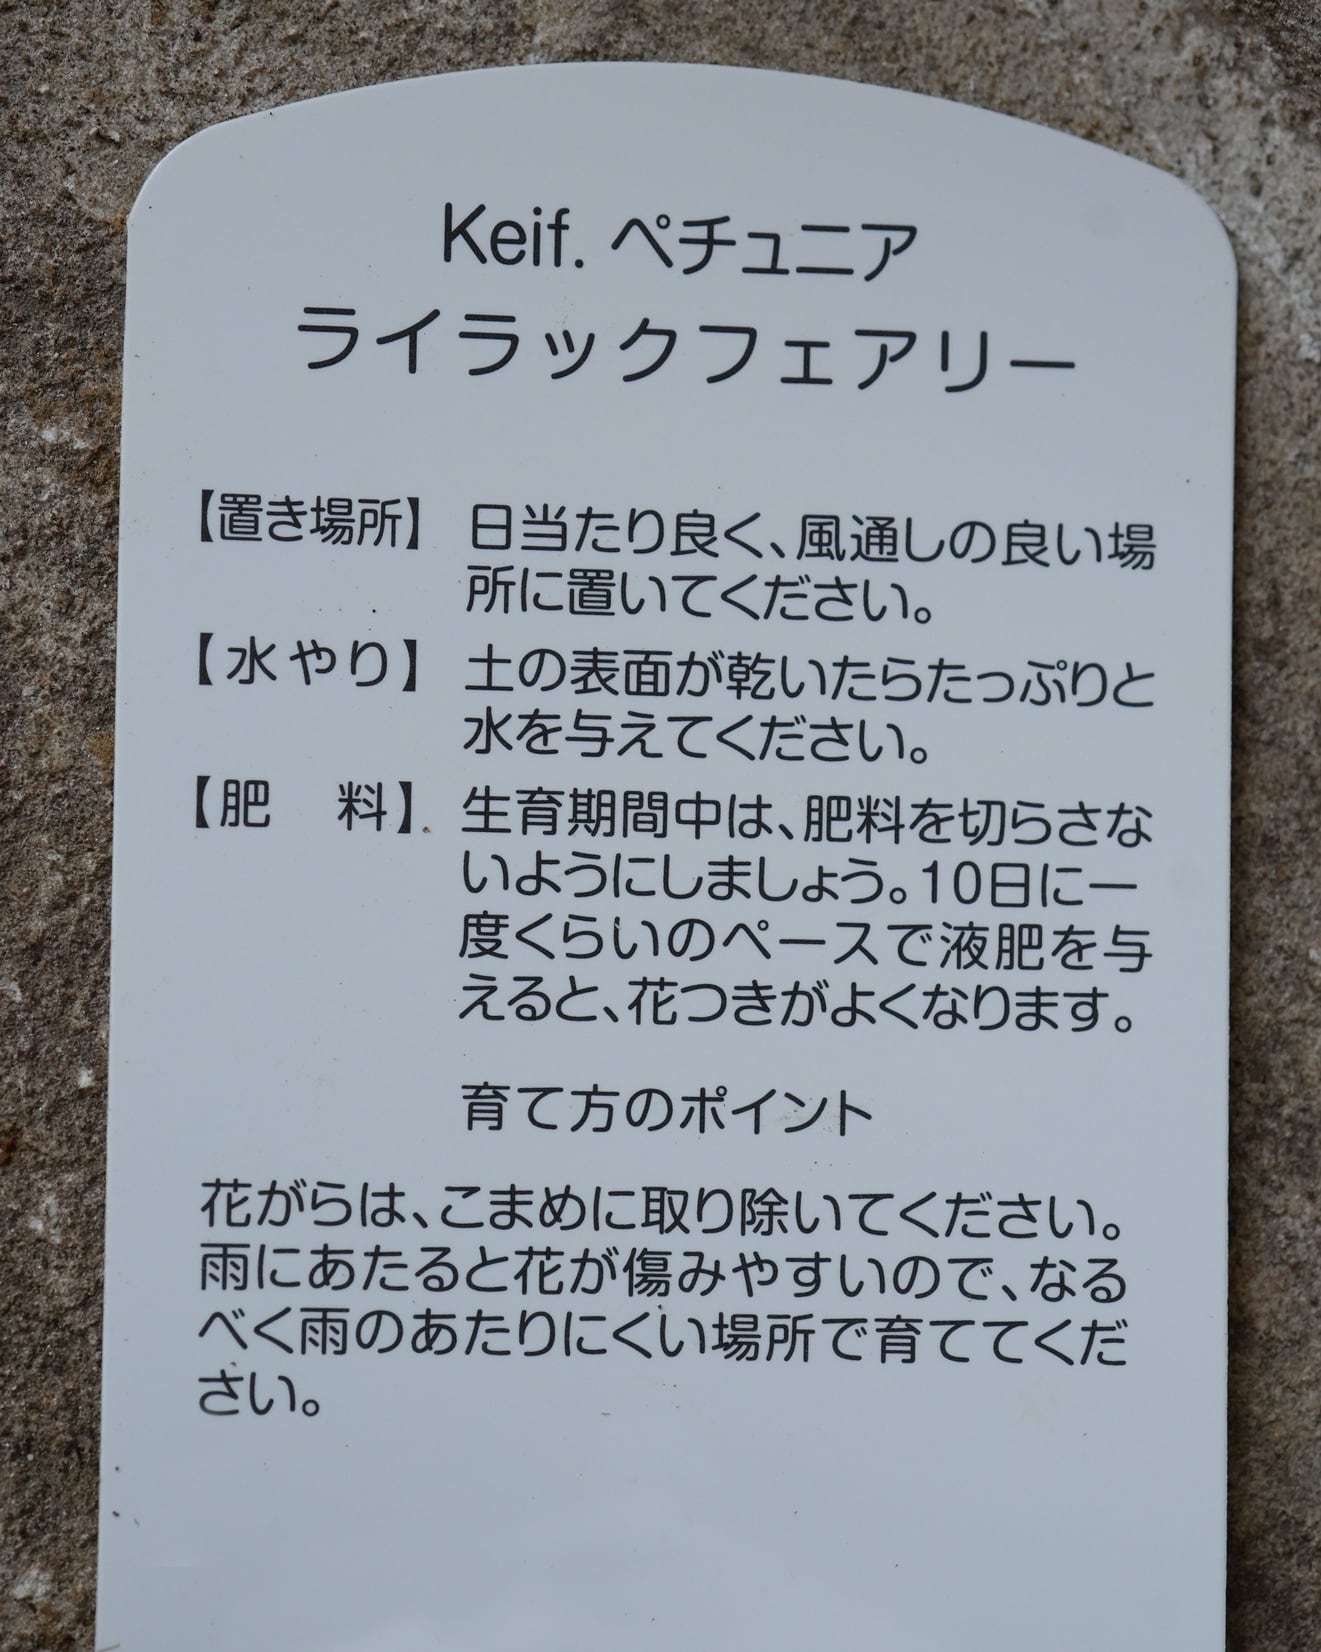 Keif. ペチュニア
ライラックフェアリー
【置き場所】 日当たり良く、風通しの良い場
所に置いてください。
【水やり】 土の表面が乾いたらたっぷりと
水を与えてください。
【肥　料】 生育期間中は、肥料を切らさな
いようにしましょう。10日に一
度くらいのペースで液肥を与
えると、花つきがよくなります。
育て方のポイント
花がらは、こまめに取り除いてください。
雨にあたると花が傷みやすいので、なる
べく雨のあたりにくい場所で育ててくだ
さい。